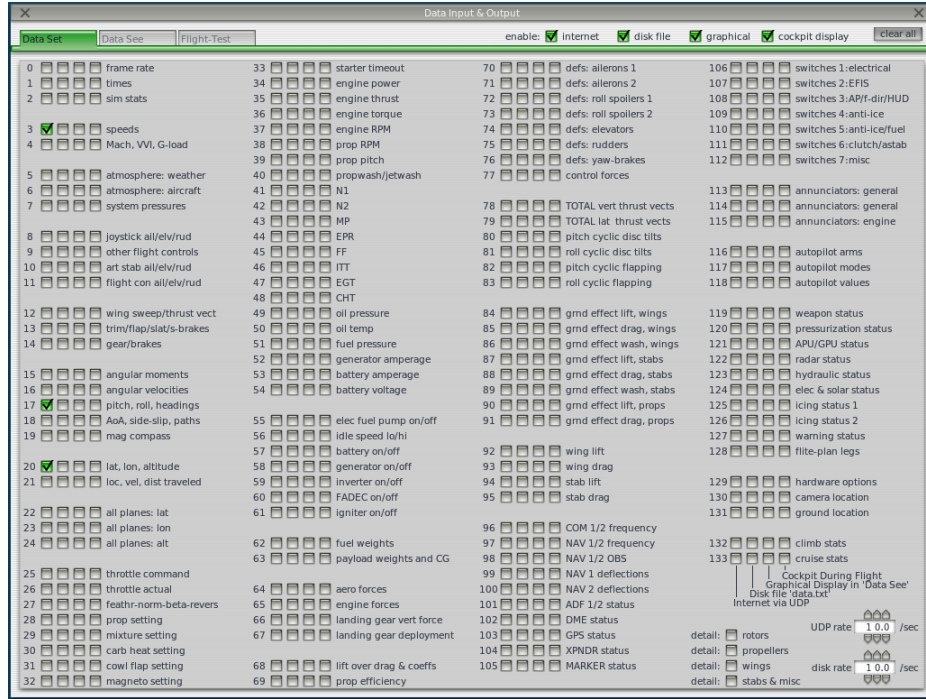 Data Input & Output
Data Set
Data See
Flight-Test
enable: internet disk file graphical cockpit display clear all
0 frame rate
1 times
2 sim stats
3 speeds
4 Mach, VVI, G-load
5 atmosphere: weather
6 atmosphere: aircraft
7 system pressures
8 joystick ail/elv/rud
9 other flight controls
10 art stab ail/elv/rud
11 flight con ail/elv/rud
12 wing sweep/thrust vect
13 trim/flap/slat/s-brakes
14 gear/brakes
15 angular moments
16 angular velocities
17 pitch, roll, headings
18 AoA, side-slip, paths
19 mag compass
20 lat, lon, altitude
21 loc, vel, dist traveled
22 all planes: lat
23 all planes: lon
24 all planes: alt
25 throttle command
26 throttle actual
27 feathr-norm-beta-revers
28 prop setting
29 mixture setting
30 carb heat setting
31 cowl flap setting
32 magneto setting
33 starter timeout
34 engine power
35 engine thrust
36 engine torque
37 engine RPM
38 prop RPM
39 prop pitch
40 propwash/jetwash
41 N1
42 N2
43 MP
44 EPR
45 FF
46 ITT
47 EGT
48 CHT
49 oil pressure
50 oil temp
51 fuel pressure
52 generator amperage
53 battery amperage
54 battery voltage
55 elec fuel pump on/off
56 idle speed lo/hi
57 battery on/off
58 generator on/off
59 inverter on/off
60 FADEC on/off
61 igniter on/off
62 fuel weights
63 payload weights and CG
64 aero forces
65 engine forces
66 landing gear vert force
67 landing gear deployment
68 lift over drag & coeffs
69 prop efficiency
70 defs: ailerons 1
71 defs: ailerons 2
72 defs: roll spoilers 1
73 defs: roll spoilers 2
74 defs: elevators
75 defs: rudders
76 defs: yaw-brakes
77 control forces
78 TOTAL vert thrust vects
79 TOTAL lat thrust vects
80 pitch cyclic disc tilts
81 roll cyclic disc tilts
82 pitch cyclic flapping
83 roll cyclic flapping
84 grnd effect lift, wings
85 grnd effect drag, wings
86 grnd effect wash, wings
87 grnd effect lift, stabs
88 grnd effect drag, stabs
89 grnd effect wash, stabs
90 grnd effect lift, props
91 grnd effect drag, props
92 wing lift
93 wing drag
94 stab lift
95 stab drag
96 COM 1/2 frequency
97 NAV 1/2 frequency
98 NAV 1/2 OBS
99 NAV 1 deflections
100 NAV 2 deflections
101 ADF 1/2 status
102 DME status
103 GPS status
104 XPNDR status
105 MARKER status
106 switches 1:electrical
107 switches 2:EFIS
108 switches 3:AP/f-dir/HUD
109 switches 4:anti-ice
110 switches 5:anti-ice/fuel
111 switches 6:clutch/astab
112 switches 7:misc
113 annunciators: general
114 annunciators: general
115 annunciators: engine
116 autopilot arms
117 autopilot modes
118 autopilot values
119 weapon status
120 pressurization status
121 APU/GPU status
122 radar status
123 hydraulic status
124 elec & solar status
125 icing status 1
126 icing status 2
127 warning status
128 flite-plan legs
129 hardware options
130 camera location
131 ground location
132 climb stats
133 cruise stats
Cockpit During Flight
Graphical Display in 'Data See'
Disk file 'data.txt'
Internet via UDP
UDP rate 1 0.0 /sec
detail: rotors
detail: propellers
detail: wings
disk rate 1 0.0 /sec
detail: stabs & misc